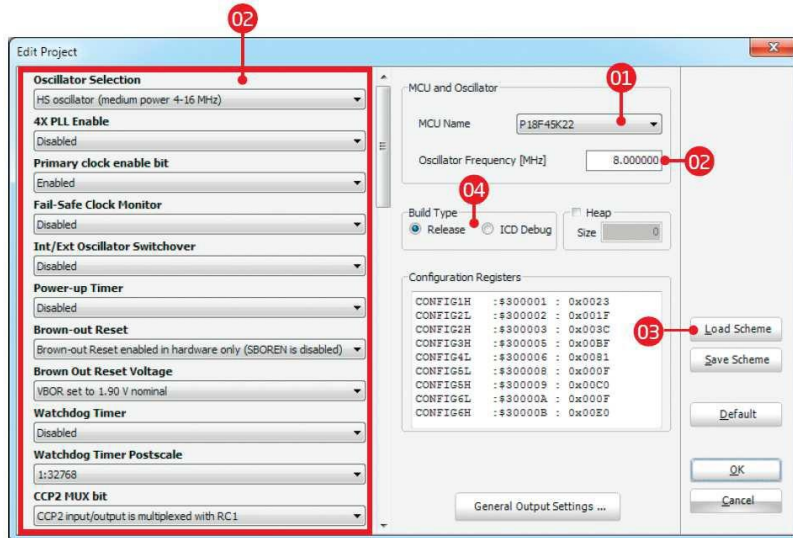 02
Edit Project
Oscillator Selection
HS oscillator (medium power 4-16 MHz)
4X PLL Enable
Disabled
Primary clock enable bit
Enabled
Fail-Safe Clock Monitor
Disabled
Int/Ext Oscillator Switchover
Disabled
Power-up Timer
Disabled
Brown-out Reset
Brown-out Reset enabled in hardware only (SBOREN is disabled)
Brown Out Reset Voltage
VBOR set to 1.90 V nominal
Watchdog Timer
Disabled
Watchdog Timer Postscale
1:32768
CCP2 MUX bit
CCP2 input/output is multiplexed with RC1
MCU and Oscillator
01
MCU Name P18F45K22
Oscillator Frequency [MHz] 8.000000
02
04
Build Type
Release ICD Debug
Heap
Size 0
Configuration Registers
CONFIG1H :$300001 : 0x0023
CONFIG2L :$300002 : 0x001F
CONFIG2H :$300003 : 0x003C
CONFIG3H :$300005 : 0x00BF
CONFIG4L :$300006 : 0x0081
CONFIG5L :$300008 : 0x000F
CONFIG5H :$300009 : 0x00C0
CONFIG6L :$30000A : 0x000F
CONFIG6H :$30000B : 0x00E0
General Output Settings ...
03
Load Scheme
Save Scheme
Default
OK
Cancel